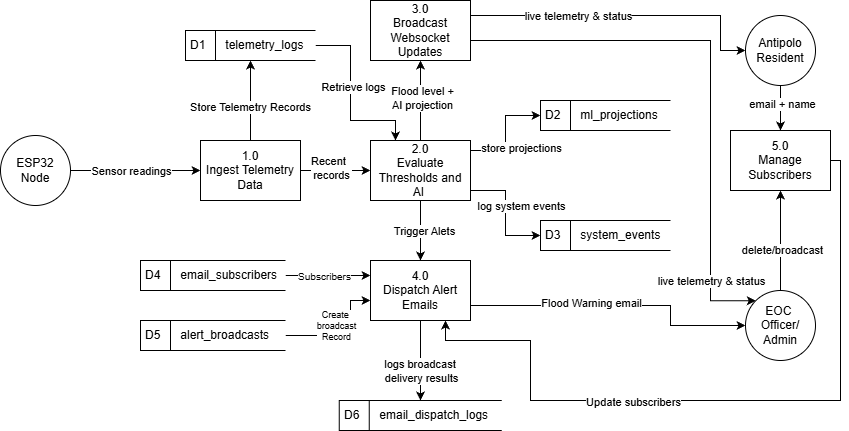 3.0
Broadcast
Websocket
Updates
live telemetry & status
Antipolo
Resident
D1
telemetry_logs
Retrieve logs
Flood level +
AI projection
Store Telemetry Records
email + name
D2
ml_projections
store projections
ESP32
Node
Sensor readings
1.0
Ingest Telemetry
Data
Recent
records
2.0
Evaluate
Thresholds and
AI
5.0
Manage
Subscribers
log system events
D3
system_events
Trigger Alets
delete/broadcast
D4
email_subscribers
Subscribers
4.0
Dispatch Alert
Emails
live telemetry & status
Flood Warning email
EOC
Officer/
Admin
D5
alert_broadcasts
Create
broadcast
Record
logs broadcast
delivery results
Update subscribers
D6
email_dispatch_logs